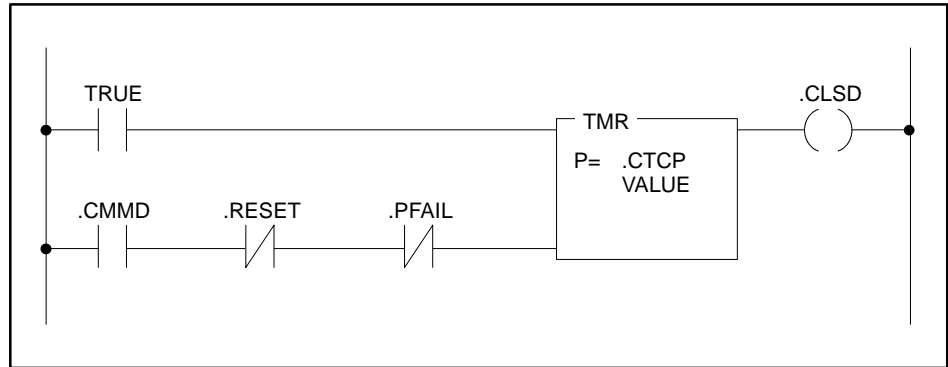 TRUE
.CLSD
TMR
P= .CTCP
VALUE
.CMMD .RESET .PFAIL